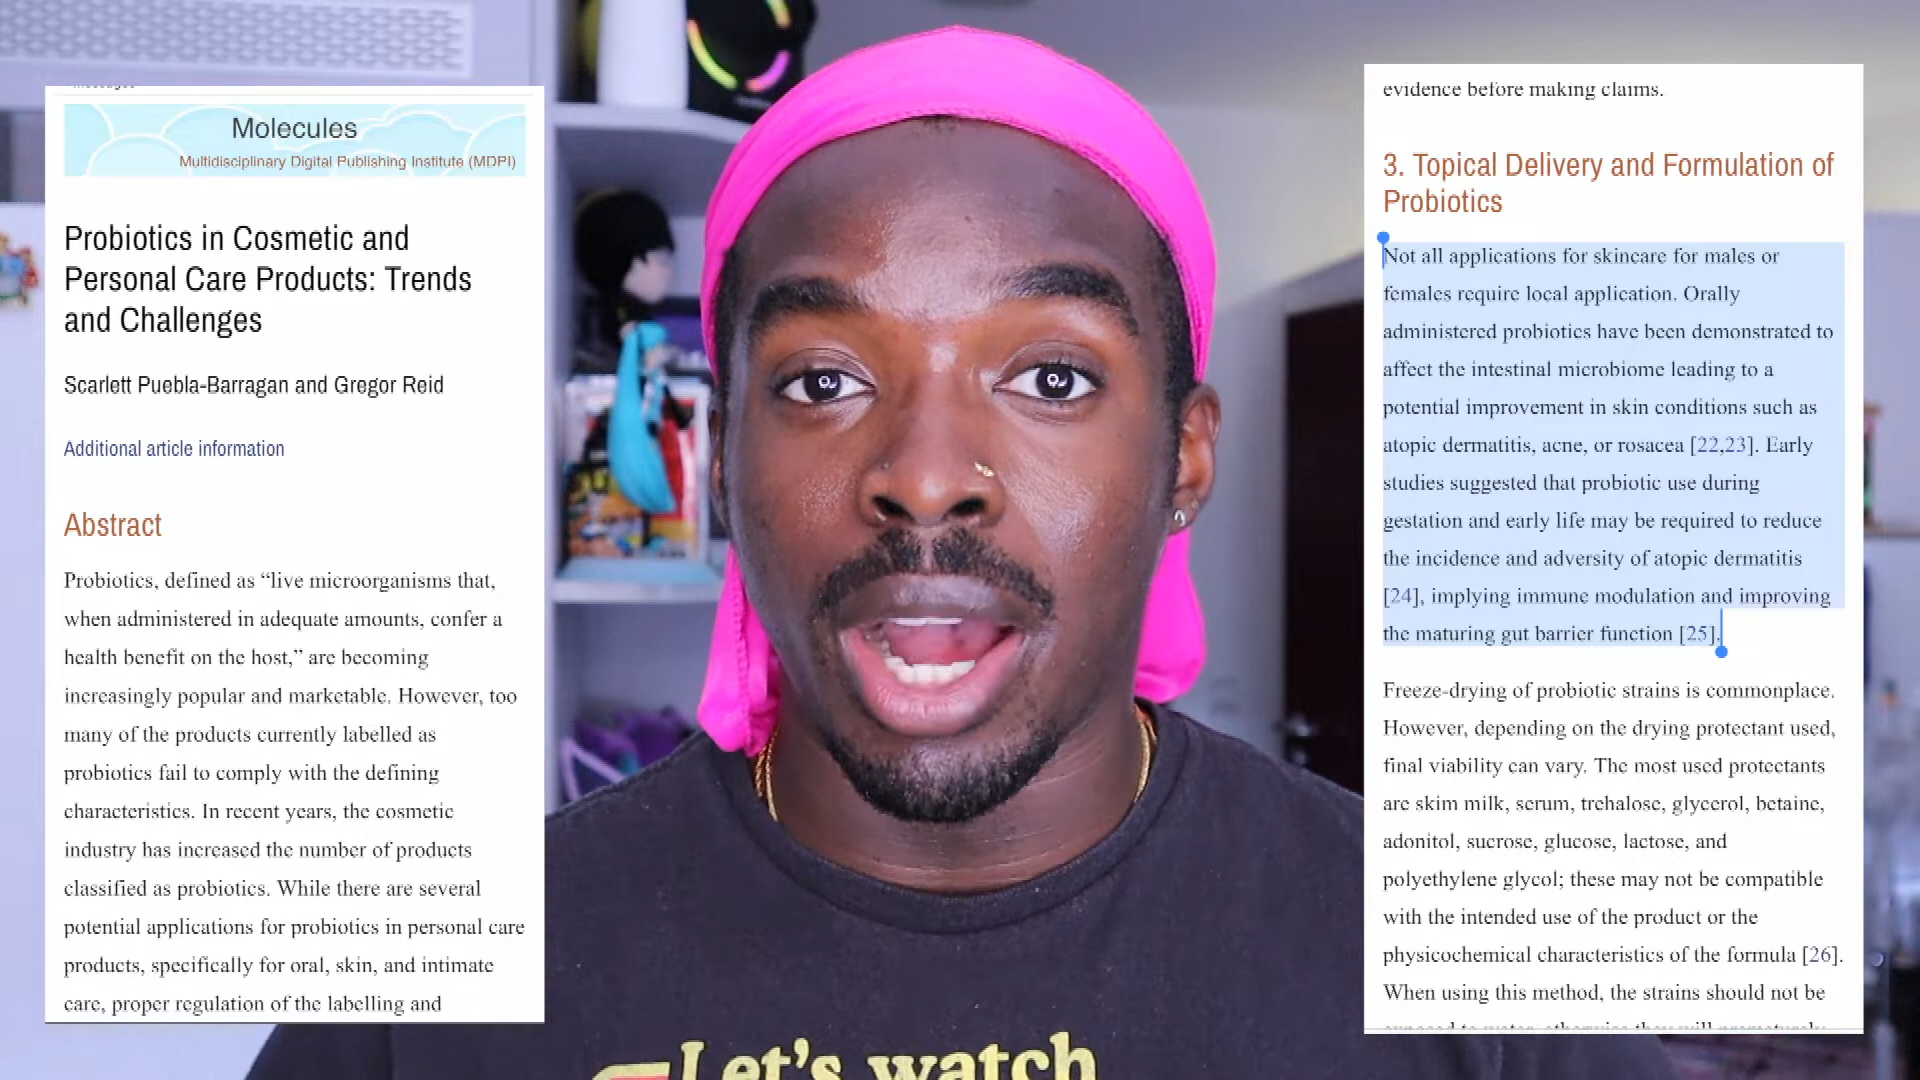 Molecules
Multidisciplinary Digital Publishing Institute (MDPI)
Probiotics in Cosmetic and
Personal Care Products: Trends
and Challenges
Scarlett Puebla-Barragan and Gregor Reid
Additional article information
Abstract
Probiotics, defined as “live microorganisms that,
when administered in adequate amounts, confer a
health benefit on the host,” are becoming
increasingly popular and marketable. However, too
many of the products currently labelled as
probiotics fail to comply with the defining
characteristics. In recent years, the cosmetic
industry has increased the number of products
classified as probiotics. While there are several
potential applications for probiotics in personal care
products, specifically for oral, skin, and intimate
care, proper regulation of the labelling and
evidence before making claims.
3. Topical Delivery and Formulation of
Probiotics
Not all applications for skincare for males or
females require local application. Orally
administered probiotics have been demonstrated to
affect the intestinal microbiome leading to a
potential improvement in skin conditions such as
atopic dermatitis, acne, or rosacea [22,23]. Early
studies suggested that probiotic use during
gestation and early life may be required to reduce
the incidence and adversity of atopic dermatitis
[24], implying immune modulation and improving
the maturing gut barrier function [25].
Freeze-drying of probiotic strains is commonplace.
However, depending on the drying protectant used,
final viability can vary. The most used protectants
are skim milk, serum, trehalose, glycerol, betaine,
adonitol, sucrose, glucose, lactose, and
polyethylene glycol; these may not be compatible
with the intended use of the product or the
physicochemical characteristics of the formula [26].
When using this method, the strains should not be
Let's watch